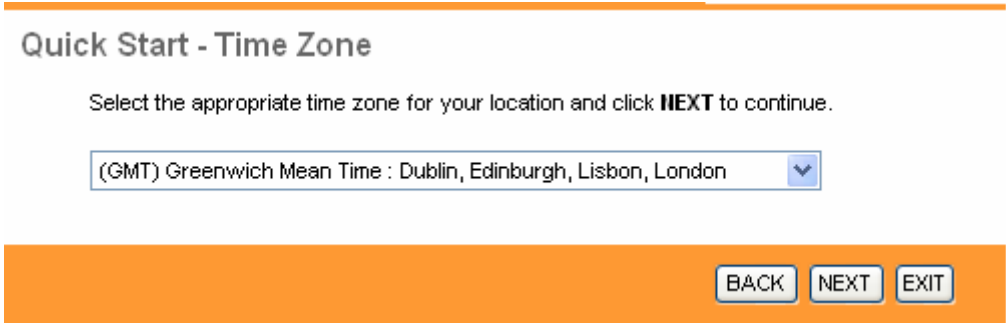 Quick Start - Time Zone
Select the appropriate time zone for your location and click NEXT to continue.
(GMT) Greenwich Mean Time : Dublin, Edinburgh, Lisbon, London
BACK NEXT EXIT